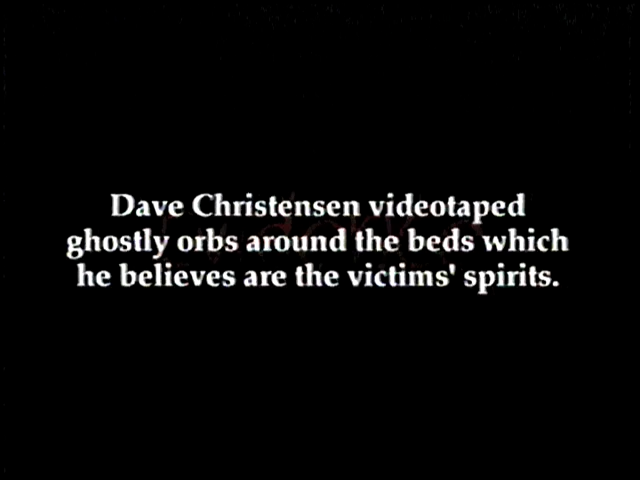 Dave Christensen videotaped
ghostly orbs around the beds which
he believes are the victims' spirits.